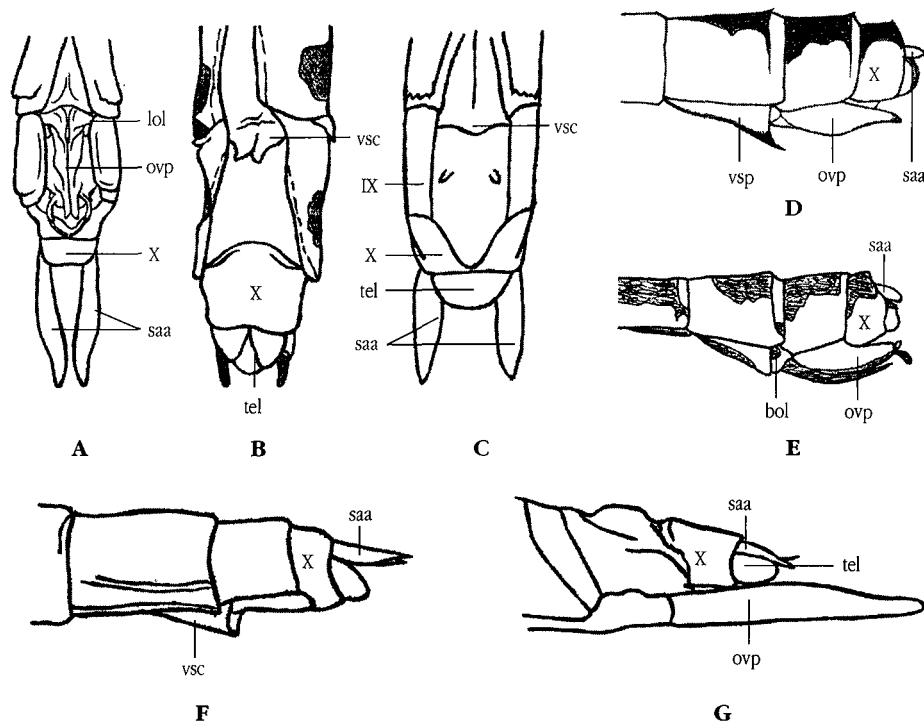 lol
ovp
X
saa
A
vsc
X
tel
B
vsc
IX
X
tel
saa
C
X
vsp
ovp
saa
D
saa
X
bol
ovp
E
saa
X
vsc
F
saa
X
tel
ovp
G